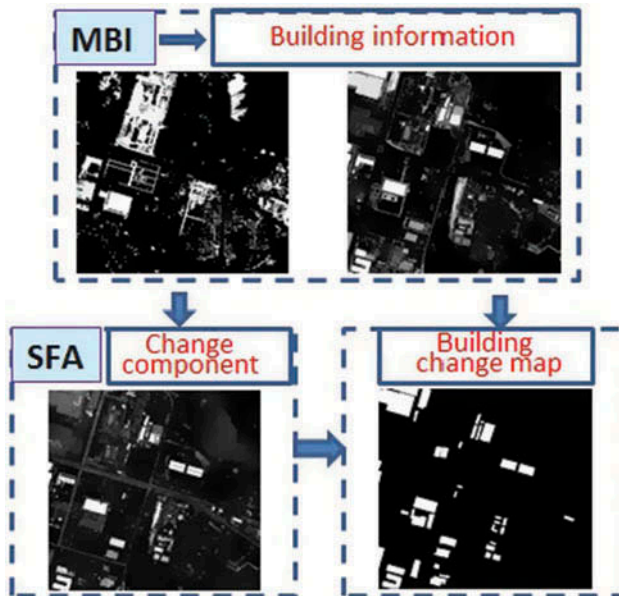 MBI
Building information
SFA
Change
component
Building
change map